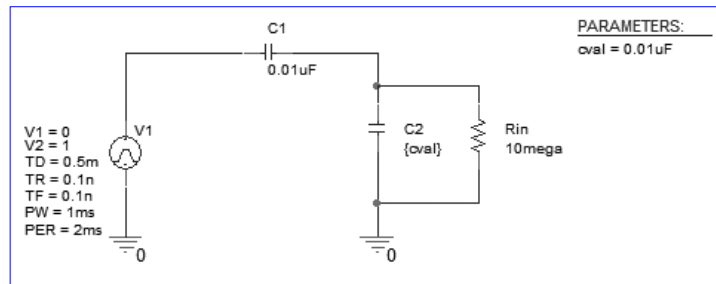 PARAMETERS:
cval = 0.01uF
C1
0.01uF
V1 = 0
V2 = 1
TD = 0.5m
TR = 0.1n
TF = 0.1n
PW = 1ms
PER = 2ms
V1
C2
{cval}
Rin
10mega
0
0